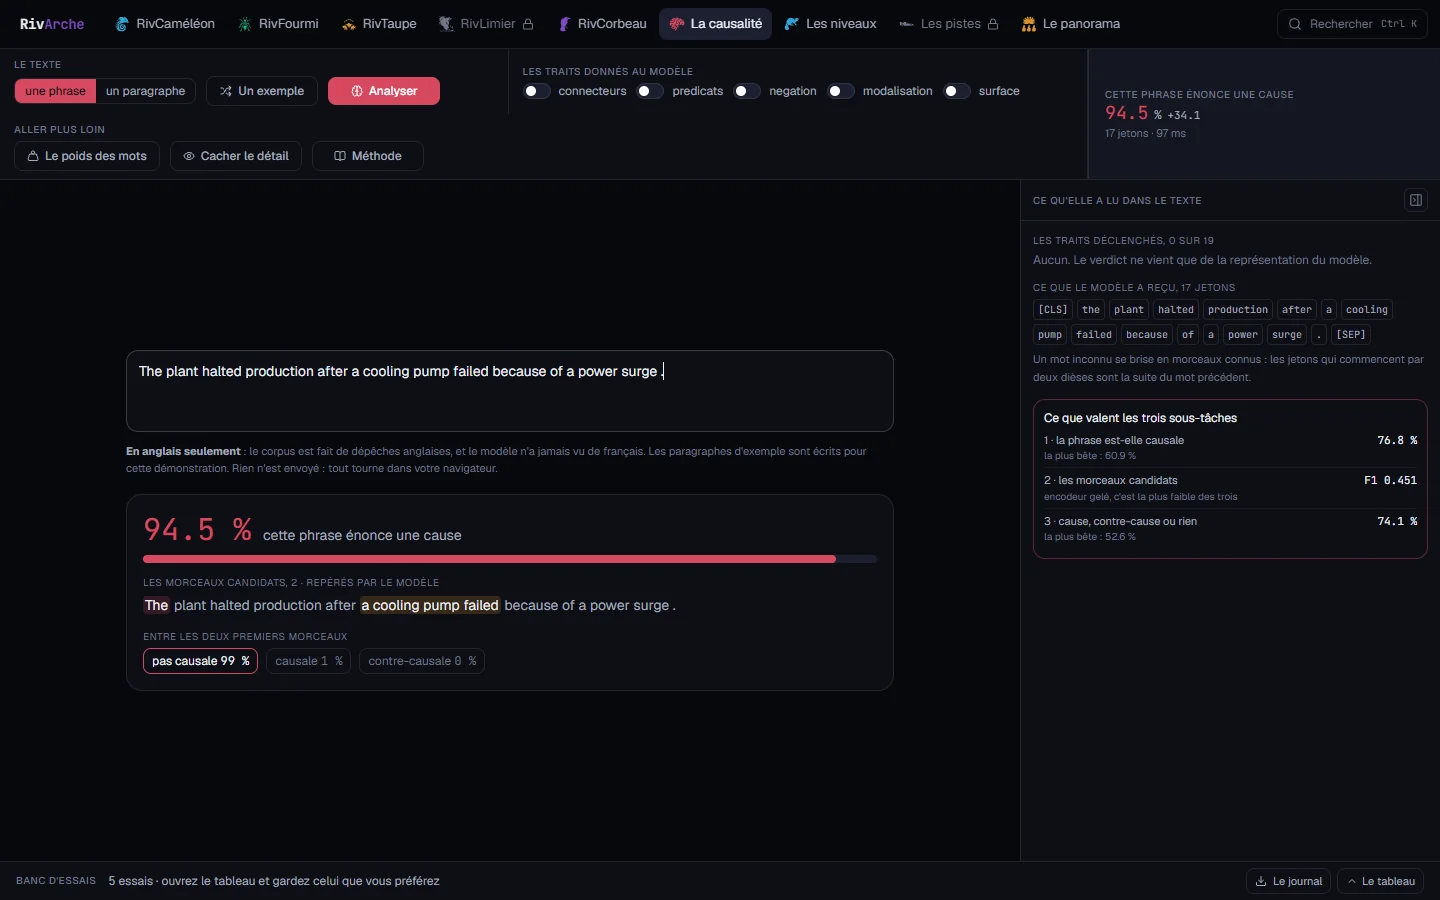 RivArche RivCaméléon RivFourmi RivTaupe RivLimier RivCorbeau La causalité Les niveaux Les pistes Le panorama Rechercher Ctrl K
LE TEXTE
une phrase un paragraphe Un exemple Analyser
ALLER PLUS LOIN
Le poids des mots Cacher le détail Méthode
LES TRAITS DONNÉS AU MODÈLE
connecteurs predicats negation modalisation surface
CETTE PHRASE ÉNONCE UNE CAUSE
94.5 % +34.1
17 jetons · 97 ms
The plant halted production after a cooling pump failed because of a power surge .
En anglais seulement : le corpus est fait de dépêches anglaises, et le modèle n'a jamais vu de français. Les paragraphes d'exemple sont écrits pour
cette démonstration. Rien n'est envoyé : tout tourne dans votre navigateur.
94.5 % cette phrase énonce une cause
LES MORCEAUX CANDIDATS, 2 · REPÉRÉS PAR LE MODÈLE
The plant halted production after a cooling pump failed because of a power surge .
ENTRE LES DEUX PREMIERS MORCEAUX
pas causale 99 % causale 1 % contre-causale 0 %
CE QU'ELLE A LU DANS LE TEXTE
LES TRAITS DÉCLENCHÉS, 0 SUR 19
Aucun. Le verdict ne vient que de la représentation du modèle.
CE QUE LE MODÈLE A REÇU, 17 JETONS
[CLS] the plant halted production after a cooling
pump failed because of a power surge . [SEP]
Un mot inconnu se brise en morceaux connus : les jetons qui commencent par
deux dièses sont la suite du mot précédent.
Ce que valent les trois sous-tâches
1 · la phrase est-elle causale 76.8 %
la plus bête : 60.9 %
2 · les morceaux candidats F1 0.451
encodeur gelé, c'est la plus faible des trois
3 · cause, contre-cause ou rien 74.1 %
la plus bête : 52.6 %
BANC D'ESSAIS 5 essais · ouvrez le tableau et gardez celui que vous préférez Le journal Le tableau